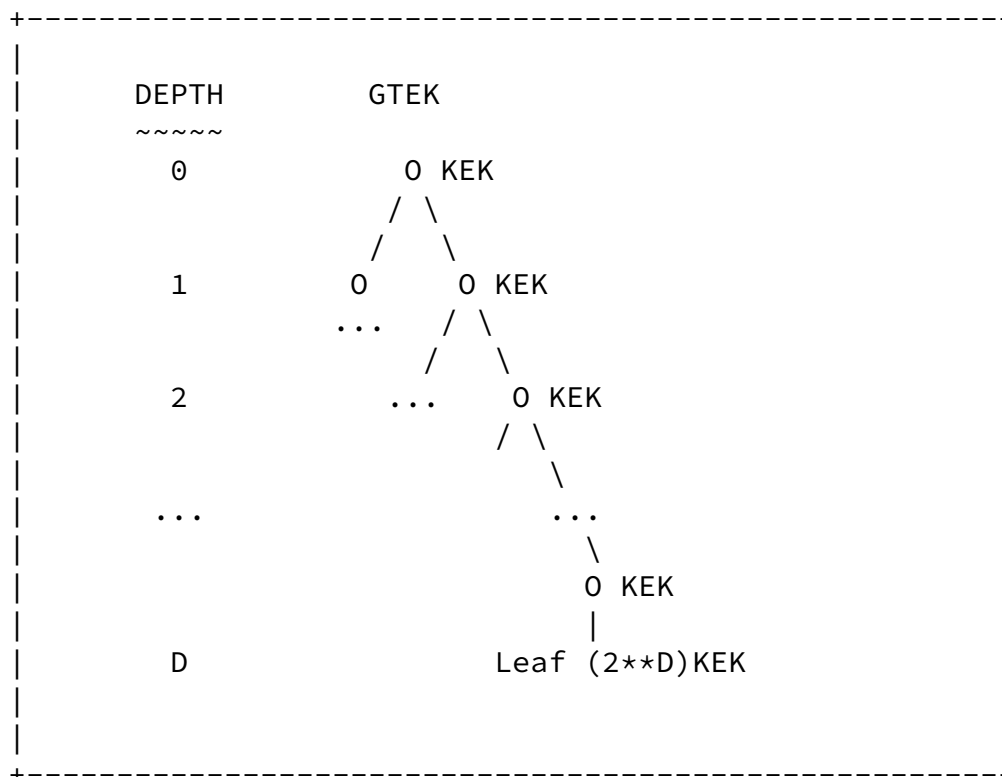 DEPTH GTEK
~~~~~
0 O KEK
/ \
/ \
1 O O KEK
... / \
/ \
2 ... O KEK
/ \
\
... ...
\
O KEK
|
D Leaf (2**D)KEK